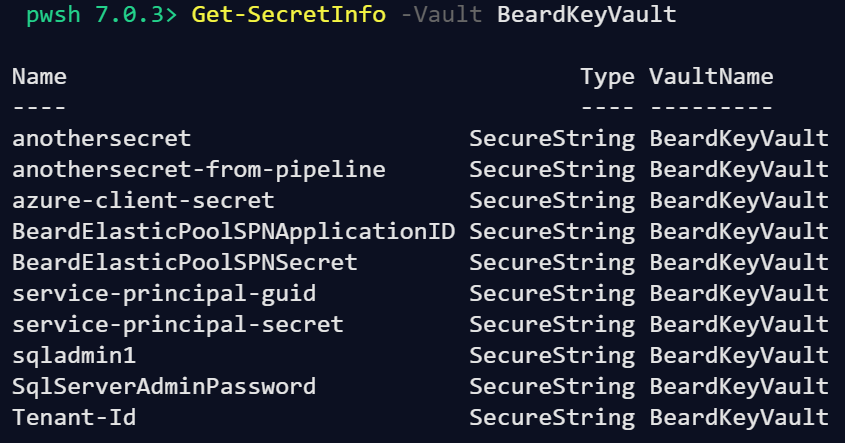 pwsh 7.0.3> Get-SecretInfo -Vault BeardKeyVault
Name Type VaultName
---- ---- ---------
anothersecret SecureString BeardKeyVault
anothersecret-from-pipeline SecureString BeardKeyVault
azure-client-secret SecureString BeardKeyVault
BeardElasticPoolSPNApplicationID SecureString BeardKeyVault
BeardElasticPoolSPNSecret SecureString BeardKeyVault
service-principal-guid SecureString BeardKeyVault
service-principal-secret SecureString BeardKeyVault
sqladmin1 SecureString BeardKeyVault
SqlServerAdminPassword SecureString BeardKeyVault
Tenant-Id SecureString BeardKeyVault